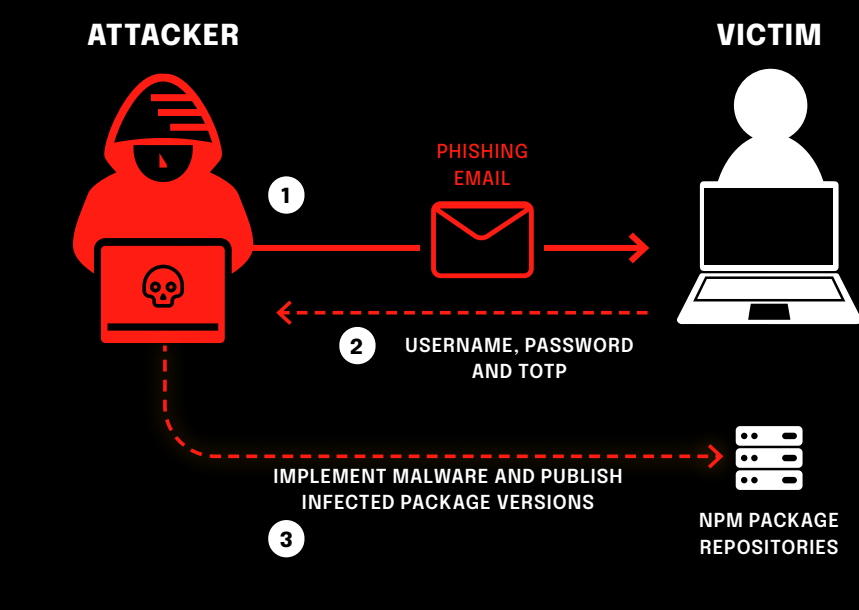 ATTACKER
VICTIM
PHISHING
EMAIL
1
2
USERNAME, PASSWORD
AND TOTP
IMPLEMENT MALWARE AND PUBLISH
INFECTED PACKAGE VERSIONS
3
NPM PACKAGE
REPOSITORIES